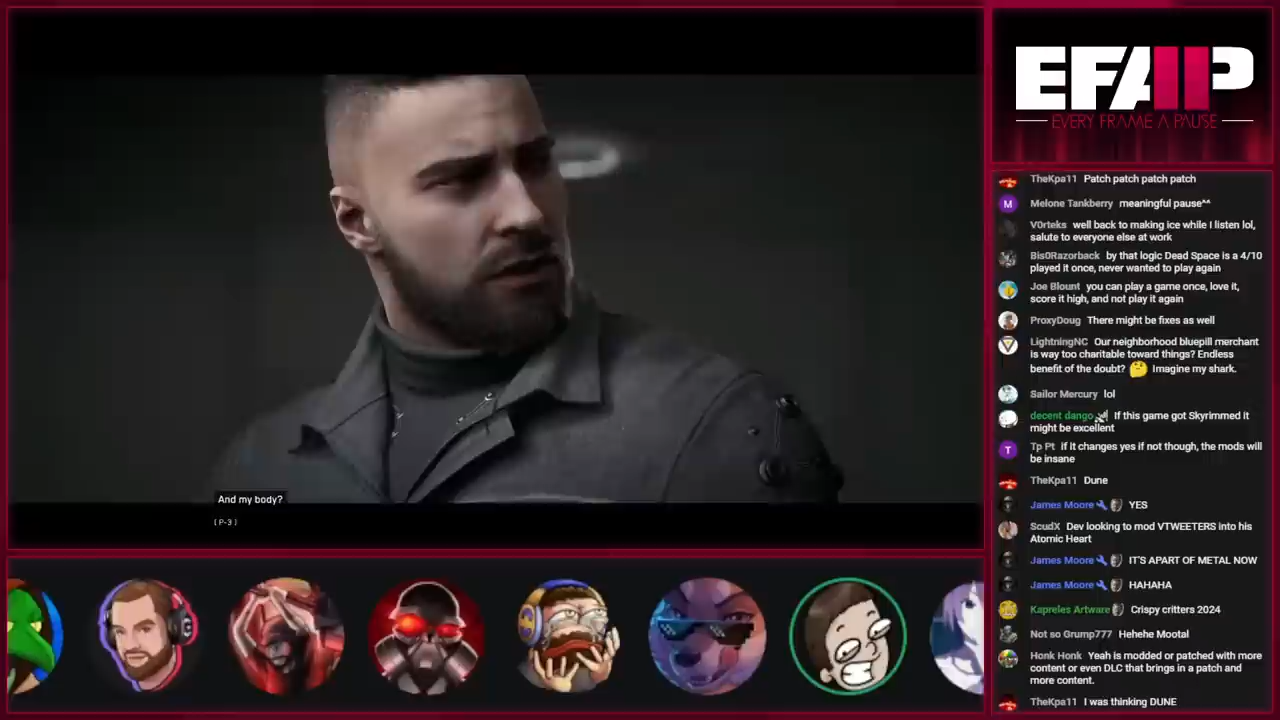 And my body?
( P-3 )
EFAP
EVERY FRAME A PAUSE
TheKpa11 Patch patch patch patch
M
Melone Tankberry meaningful pause^^
V0rteks well back to making ice while I listen lol,
salute to everyone else at work
Bis0Razorback by that logic Dead Space is a 4/10
played it once, never wanted to play again
Joe Blount you can play a game once, love it,
score it high, and not play it again
ProxyDoug There might be fixes as well
LightningNC Our neighborhood bluepill merchant
is way too charitable toward things? Endless
benefit of the doubt? 🤔 Imagine my shark.
Sailor Mercury lol
decent dango If this game got Skyrimmed it
might be excellent
T
Tp Pt if it changes yes if not though, the mods will
be insane
TheKpa11 Dune
James Moore YES
ScudX Dev looking to mod VTWEETERS into his
Atomic Heart
James Moore IT'S APART OF METAL NOW
James Moore HAHAHA
Kapreles Artware Crispy critters 2024
Not so Grump777 Hehehe Mootal
Honk Honk Yeah is modded or patched with more
content or even DLC that brings in a patch and
more content.
TheKpa11 I was thinking DUNE